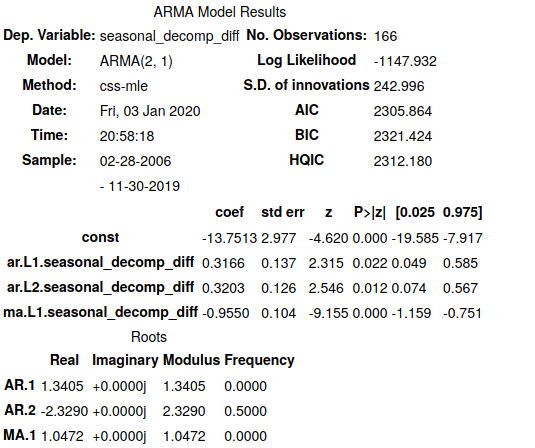 ARMA Model Results
Dep. Variable: seasonal_decomp_diff No. Observations: 166
Model: ARMA(2, 1) Log Likelihood -1147.932
Method: css-mle S.D. of innovations 242.996
Date: Fri, 03 Jan 2020 AIC 2305.864
Time: 20:58:18 BIC 2321.424
Sample: 02-28-2006 HQIC 2312.180
- 11-30-2019
coef std err z P>|z| [0.025 0.975]
const -13.7513 2.977 -4.620 0.000 -19.585 -7.917
ar.L1.seasonal_decomp_diff 0.3166 0.137 2.315 0.022 0.049 0.585
ar.L2.seasonal_decomp_diff 0.3203 0.126 2.546 0.012 0.074 0.567
ma.L1.seasonal_decomp_diff -0.9550 0.104 -9.155 0.000 -1.159 -0.751
Roots
Real Imaginary Modulus Frequency
AR.1 1.3405 +0.0000j 1.3405 0.0000
AR.2 -2.3290 +0.0000j 2.3290 0.5000
MA.1 1.0472 +0.0000j 1.0472 0.0000